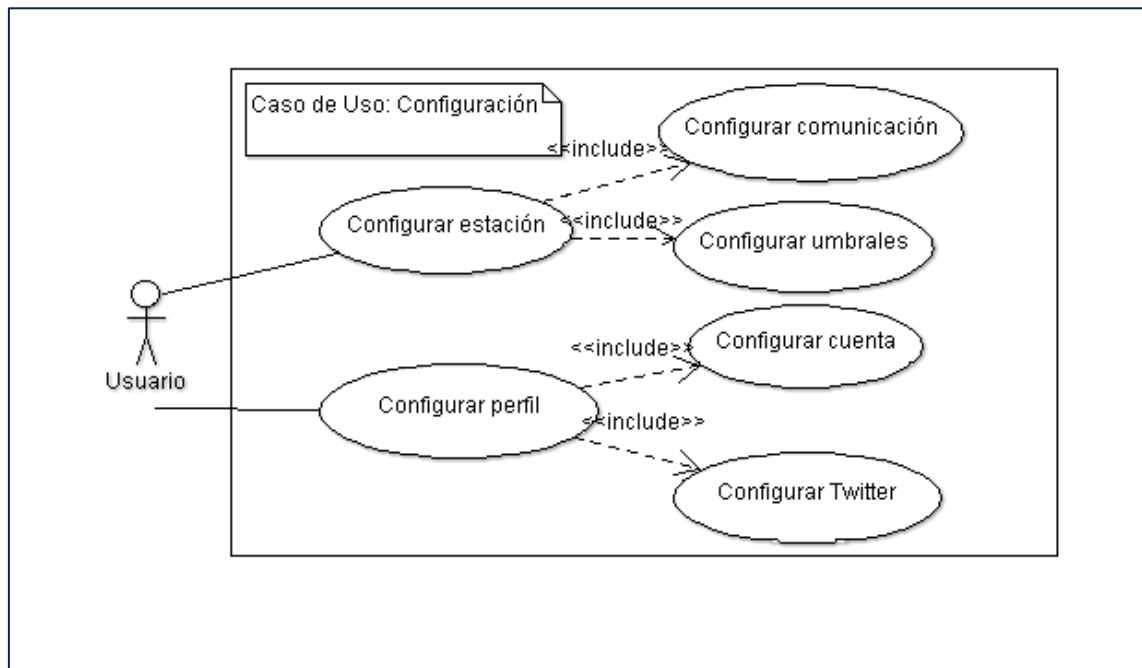 Caso de Uso: Configuración
Configurar comunicación
<<include>>
Configurar estación
<<include>>
Configurar umbrales
<<include>>
Configurar cuenta
Usuario
Configurar perfil
<<include>>
Configurar Twitter